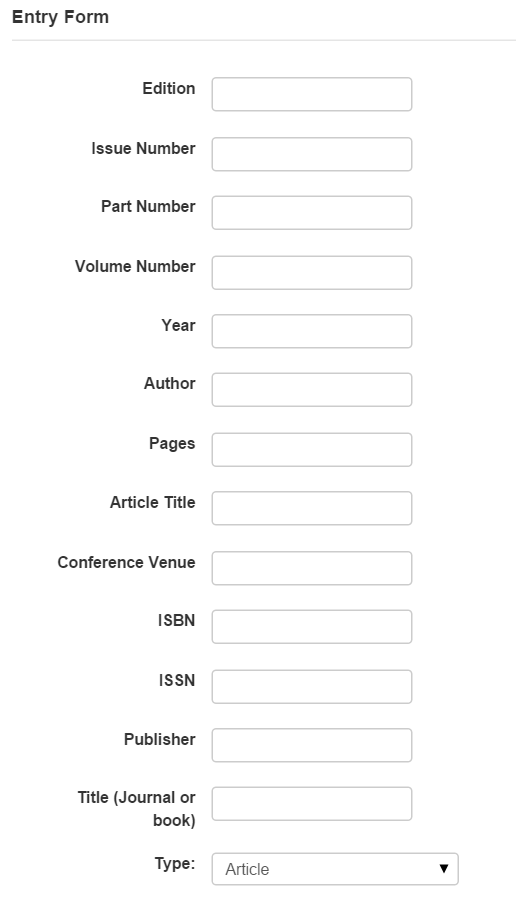 Entry Form
Edition
Issue Number
Part Number
Volume Number
Year
Author
Pages
Article Title
Conference Venue
ISBN
ISSN
Publisher
Title (Journal or
book)
Type:
Article